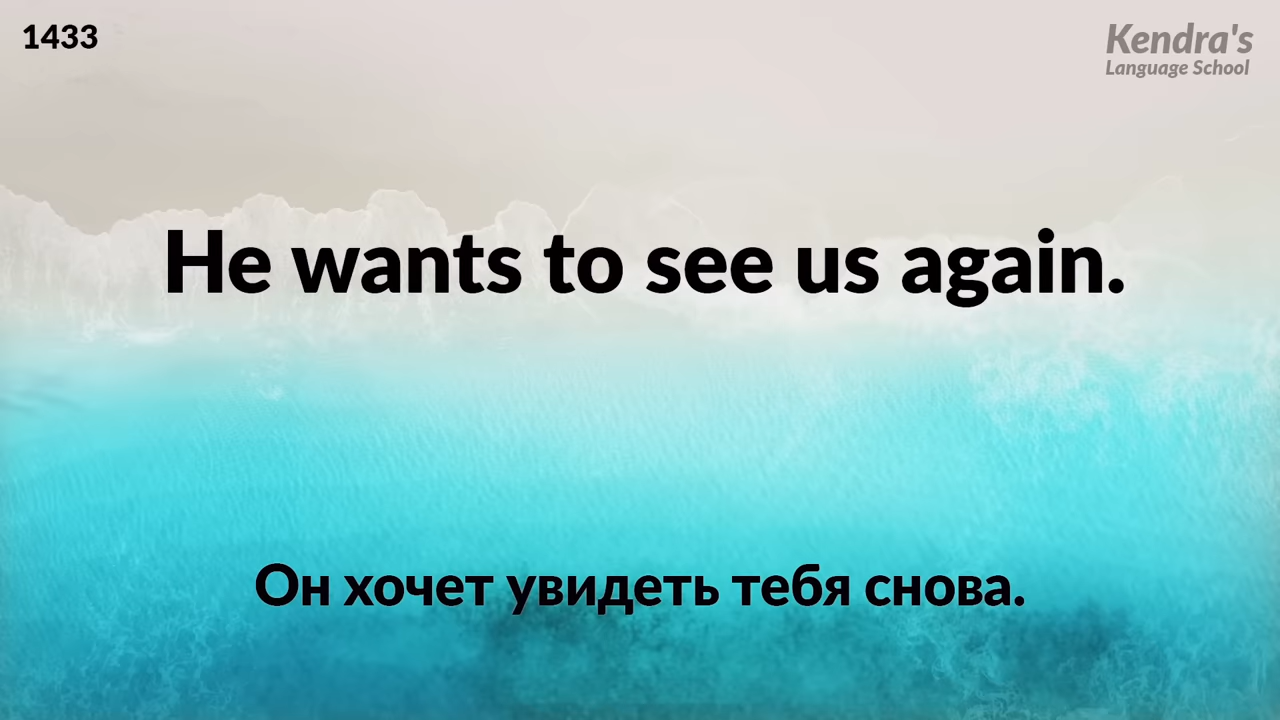 1433
Kendra's
Language School
He wants to see us again.
Он хочет увидеть тебя снова.